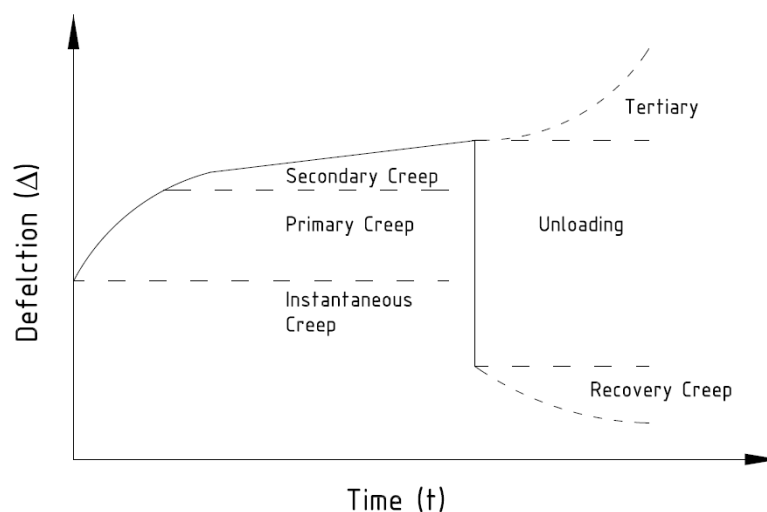 Tertiary
Secondary Creep
Primary Creep
Unloading
Instantaneous
Creep
Recovery Creep
Defelction (Δ)
Time (t)